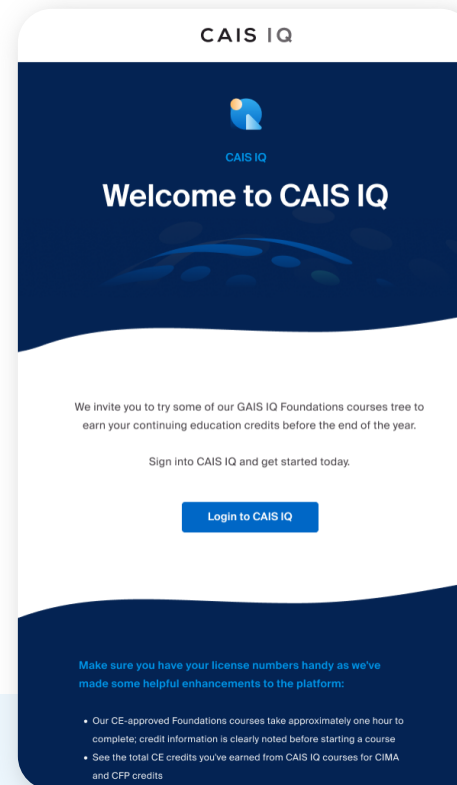 CAIS IQ
CAIS IQ
Welcome to CAIS IQ
We invite you to try some of our GAIS IQ Foundations courses tree to
earn your continuing education credits before the end of the year.
Sign into CAIS IQ and get started today.
Login to CAIS IQ
Make sure you have your license numbers handy as we've
made some helpful enhancements to the platform:
• Our CE-approved Foundations courses take approximately one hour to
complete; credit information is clearly noted before starting a course
• See the total CE credits you've earned from CAIS IQ courses for CIMA
and CFP credits